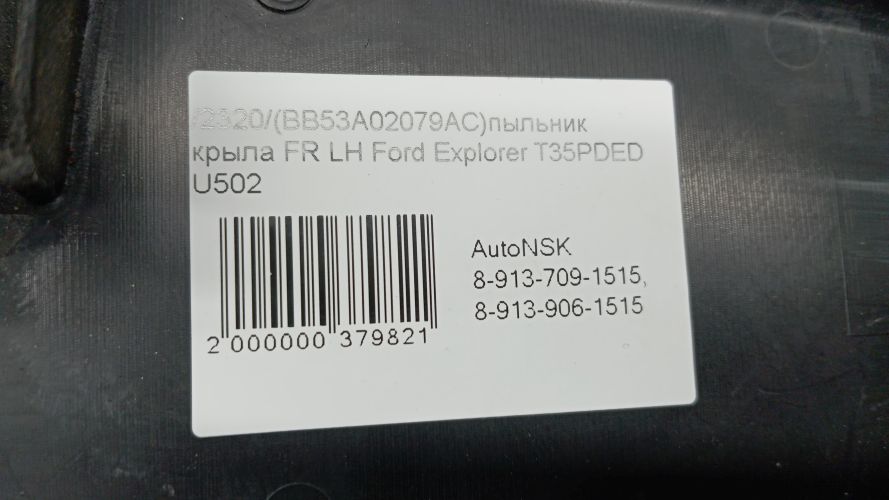 /2320/(BB53A02079AC)пыльник
крыла FR LH Ford Explorer T35PDED
U502
AutoNSK
8-913-709-1515,
8-913-906-1515
2 000000 379821